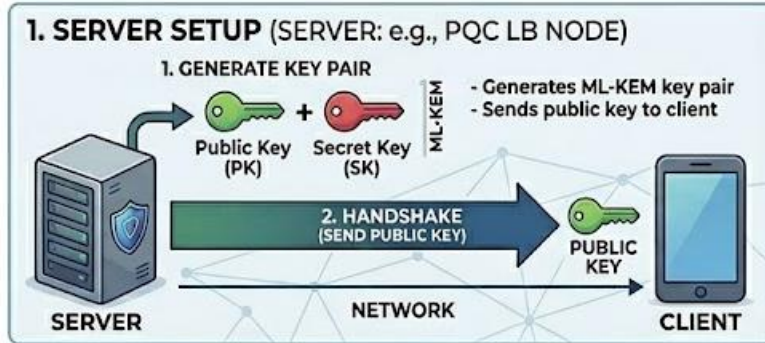 1. SERVER SETUP (SERVER: e.g., PQC LB NODE)
1. GENERATE KEY PAIR
Public Key
(PK)
+
Secret Key
(SK)
ML-KEM
- Generates ML-KEM key pair
- Sends public key to client
2. HANDSHAKE
(SEND PUBLIC KEY)
PUBLIC
KEY
SERVER
NETWORK
CLIENT